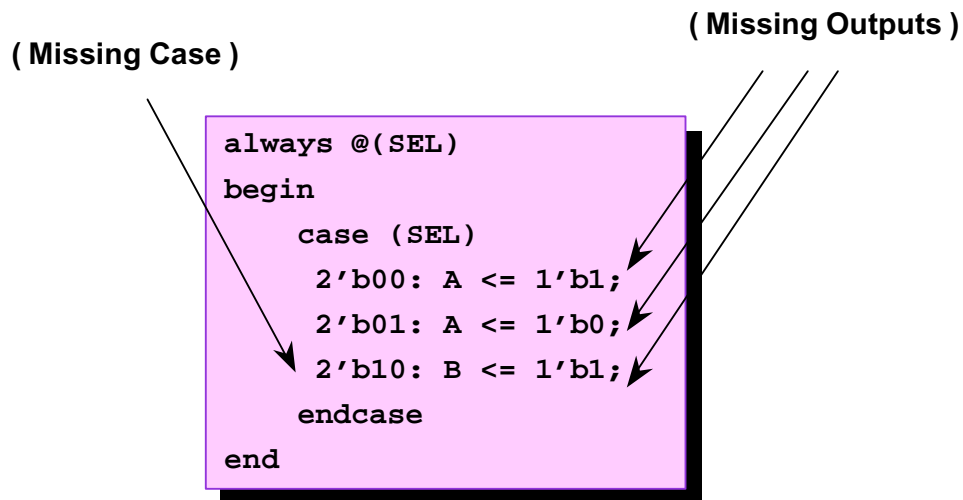 ( Missing Outputs )
( Missing Case )
always @(SEL)
begin
case (SEL)
2’b00: A <= 1’b1;
2’b01: A <= 1’b0;
2’b10: B <= 1’b1;
endcase
end